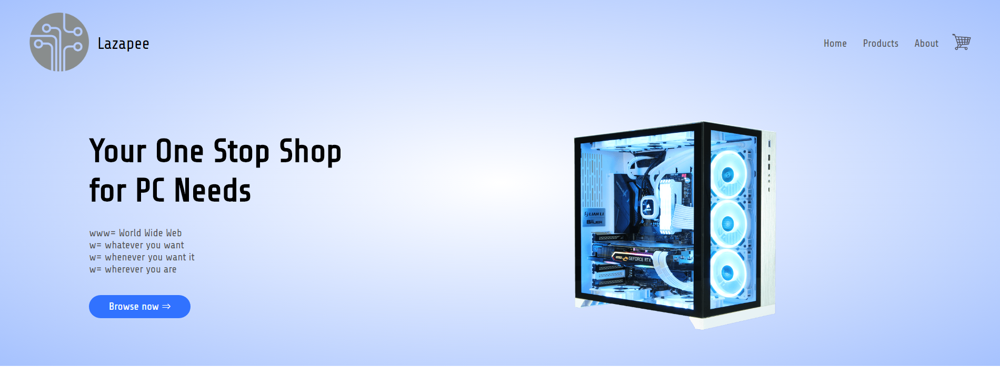 Lazapee
Home Products About
Your One Stop Shop
for PC Needs
www= World Wide Web
w= whatever you want
w= whenever you want it
w= wherever you are
Browse now ⇒
LIAN LI
msi GEFORCE RTX